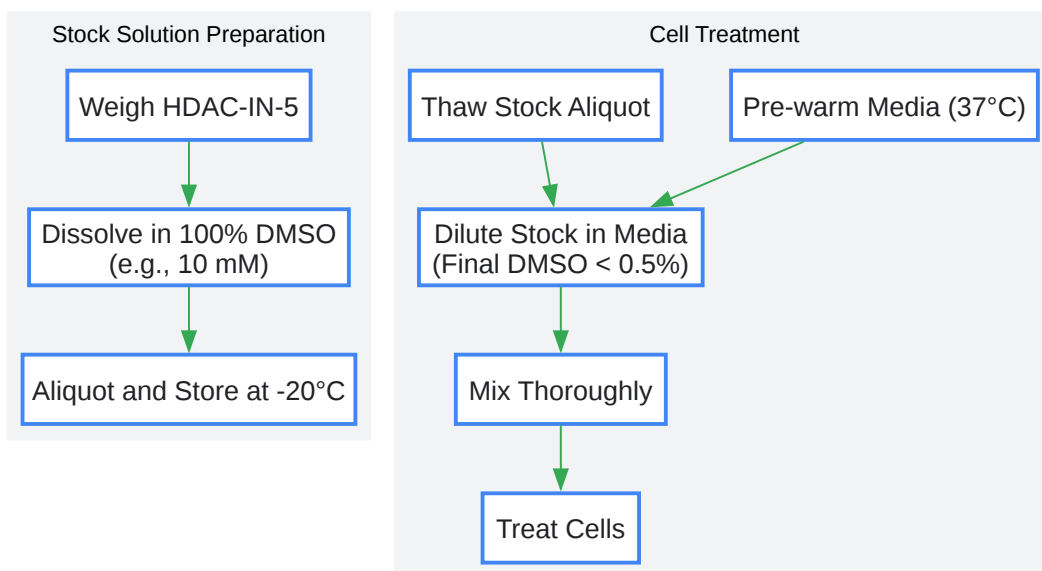 Stock Solution Preparation
Weigh HDAC-IN-5
Dissolve in 100% DMSO
(e.g., 10 mM)
Aliquot and Store at -20°C
Cell Treatment
Thaw Stock Aliquot
Pre-warm Media (37°C)
Dilute Stock in Media
(Final DMSO < 0.5%)
Mix Thoroughly
Treat Cells